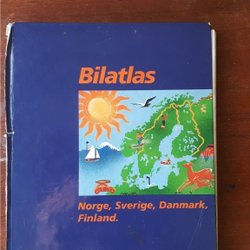 Bilatlas
Norge, Sverige, Danmark,
Finland.